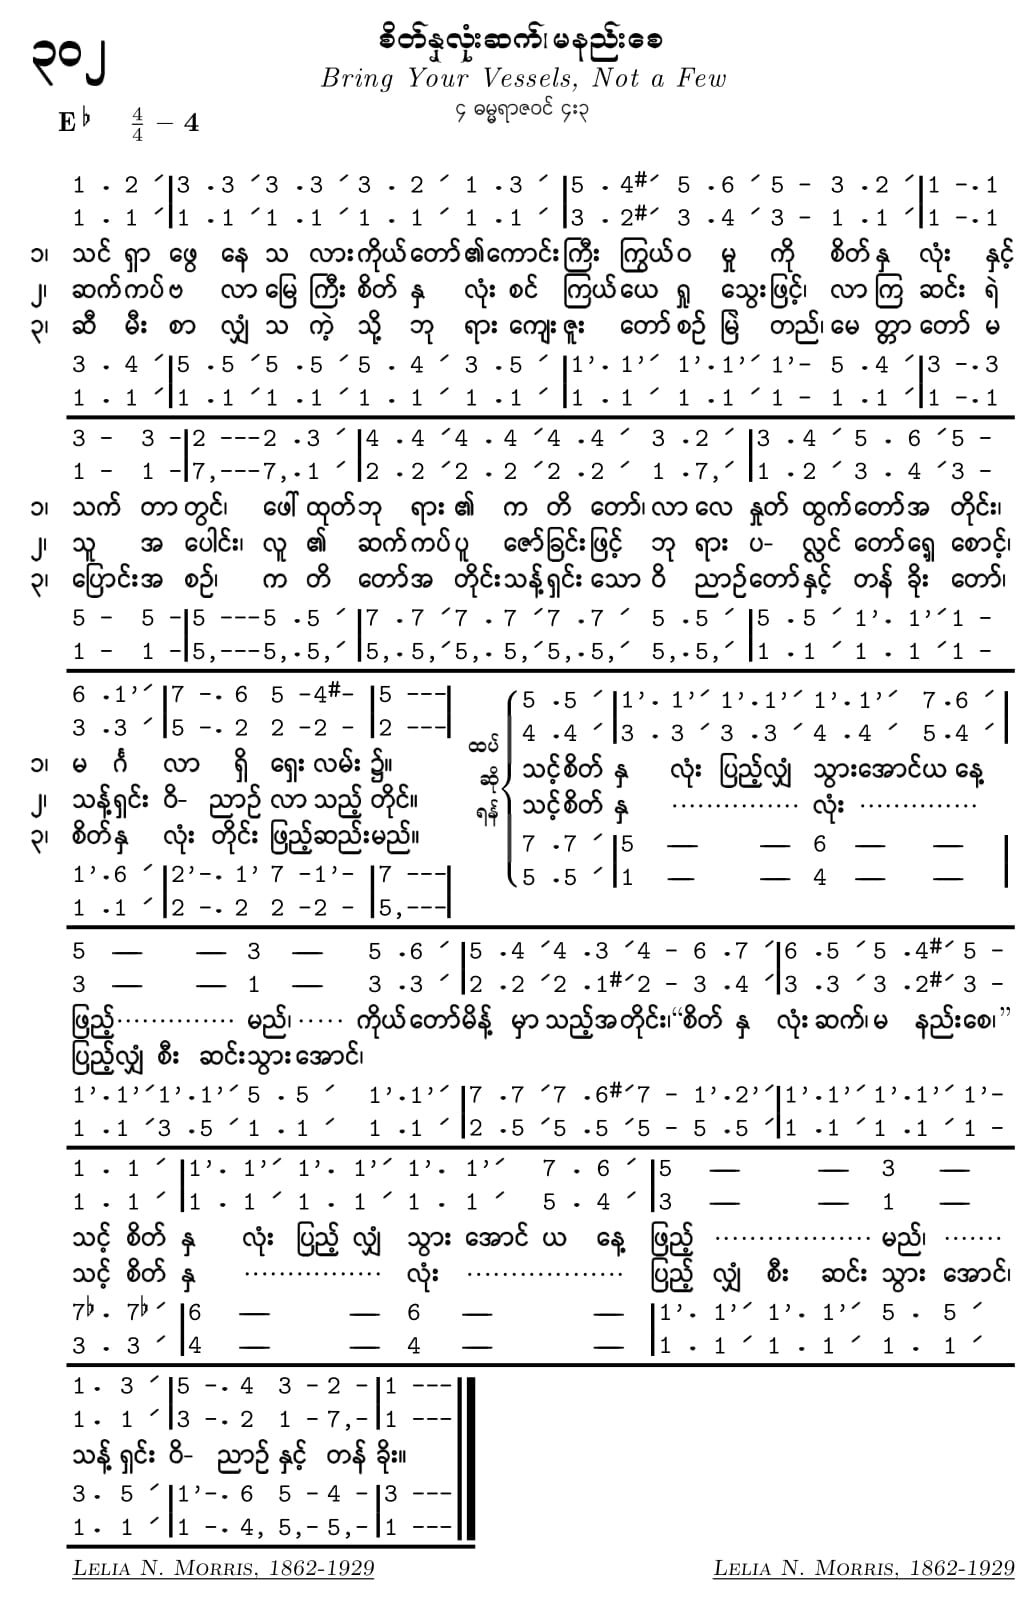 ၃၀၂
စိတ်နှလုံးဆက်၊ မနည်းစေ
Bring Your Vessels, Not a Few
၄ ဓမ္မရာဇဝင် ၄း၃
E♭ 4/4 – 4
1 . 2 ´|3 .3 ´3 .3 ´3 . 2 ´ 1 .3 ´ |5 . 4#´ 5 .6 ´5 – 3 .2 ´|1 –.1
1 . 1 ´|1 .1 ´1 .1 ´1 . 1 ´ 1 .1 ´ |3 . 2#´ 3 .4 ´3 – 1 .1 ´|1 –.1
၁၊ သင် ရှာ ဖွေ နေ သ လားကိုယ်တော်၏ကောင်းကြီး ကြွယ်ဝ မှု ကို စိတ်နှ လုံး နှင့်
၂၊ ဆက်ကပ်ဗ လာ မြေ ကြီး စိတ် နှ လုံး စင် ကြယ်ယေ ရှု သွေးဖြင့်၊ လာ ကြ ဆင်း ရဲ
၃၊ ဆီ မီး စာ လျှံ သ ကဲ့ သို့ ဘု ရား ကျေးဇူး တော်စဉ် မြဲ တည်၊ မေ တ္တာ တော် မ
3 . 4 ´|5 .5 ´5 .5 ´5 . 4 ´ 3 .5 ´ |1’. 1’´ 1’.1’´ 1’– 5 .4 ´|3 –.3
1 . 1 ´|1 .1 ´1 .1 ´1 . 1 ´ 1 .1 ´ |1 . 1 ´ 1 .1 ´1 – 1 .1 ´|1 –.1
3 – 3 –|2 ---2 .3 ´ |4 .4 ´4 . 4 ´4 .4 ´ 3 .2 ´ |3 .4 ´ 5 . 6 ´5 –
1 – 1 –|7,---7,.1 ´ |2 .2 ´2 . 2 ´2 .2 ´ 1 .7,´ |1 .2 ´ 3 . 4 ´3 –
၁၊ သက် တာ တွင်၊ ဖေါ် ထုတ်ဘု ရား ၏ က တိ တော်၊ လာ လေ နှုတ် ထွက်တော်အ တိုင်း၊
၂၊ သူ အ ပေါင်း၊ လူ ၏ ဆက်ကပ်ပူ ဇော်ခြင်းဖြင့် ဘု ရား ပ- လ္လင် တော်ရှေ့ စောင့်၊
၃၊ ပြောင်းအ စဉ်၊ က တိ တော်အ တိုင်းသန့်ရှင်း သော ဝိ ညာဉ်တော်နှင့် တန် ခိုး တော်၊
5 – 5 –|5 ---5 .5 ´ |7 .7 ´7 . 7 ´7 .7 ´ 5 .5 ´ |5 .5 ´ 1’. 1’´1 –
1 – 1 –|5,---5,.5,´ |5,.5,´5,. 5,´5,.5,´ 5,.5,´ |1 .1 ´ 1 . 1 ´1 –
6 .1’´|7 –. 6 5 –4#– |5 ---|
3 .3 ´|5 –. 2 2 –2 – |2 ---|
၁၊ မ င်္ဂ လာ ရှိ ရှေး လမ်း ၌။
၂၊ သန့်ရှင်း ဝိ- ညာဉ် လာ သည့် တိုင်။
၃၊ စိတ်နှ လုံး တိုင်း ဖြည့်ဆည်းမည်။
1’.6 ´|2’–. 1’ 7 –1’– |7 ---|
1 .1 ´|2 –. 2 2 –2 – |5,---|
ထပ်
ဆို
ရန်
5 .5 ´|1’. 1’´ 1’.1’´ 1’.1’´ 7 .6 ´|
4 .4 ´|3 . 3 ´ 3 .3 ´ 4 .4 ´ 5 .4 ´|
သင့်စိတ် နှ လုံး ပြည့်လျှံ သွားအောင်ယ နေ့
သင့်စိတ် နှ ............... လုံး ..............
7 .7 ´|5 — — 6 — — |
5 .5 ´|1 — — 4 — — |
5 — — 3 — 5 .6 ´|5 .4 ´4 .3 ´4 – 6 .7 ´|6 .5 ´5 .4#´5 –
3 — — 1 — 3 .3 ´|2 .2 ´2 .1#´2 – 3 .4 ´|3 .3 ´3 .2#´3 –
ဖြည့်.............. မည်၊..... ကိုယ်တော်မိန့် မှာ သည့်အတိုင်း၊“စိတ် နှ လုံး ဆက်၊မ နည်းစေ၊”
ပြည့်လျှံ စီး ဆင်းသွားအောင်၊
1’.1’´1’.1’´5 . 5 ´ 1’.1’´|7 .7 ´7 .6#´7 – 1’.2’´|1’.1’´1’.1’´1’–
1 .1 ´3 .5 ´1 . 1 ´ 1 .1 ´|2 .5 ´5 .5 ´5 – 5 .5 ´|1 .1 ´1 .1 ´1 –
1 . 1 ´|1’. 1’´ 1’. 1’´ 1’. 1’´ 7 . 6 ´|5 — — 3 —
1 . 1 ´|1 . 1 ´ 1 . 1 ´ 1 . 1 ´ 5 . 4 ´|3 — — 1 —
သင့် စိတ် နှ လုံး ပြည့် လျှံ သွား အောင် ယ နေ့ ဖြည့် ................... မည်၊ .......
သင့် စိတ် နှ ................ လုံး ................... ပြည့် လျှံ စီး ဆင်း သွား အောင်၊
7♭. 7♭´|6 — — 6 — — |1’. 1’´ 1’. 1’´ 5 . 5 ´
3 . 3 ´|4 — — 4 — — |1 . 1 ´ 1 . 1 ´ 1 . 1 ´
1 . 3 ´|5 –. 4 3 – 2 –|1 ---‖
1 . 1 ´|3 –. 2 1 – 7,–|1 ---‖
သန့် ရှင်း ဝိ- ညာဉ် နှင့် တန် ခိုး။
3 . 5 ´|1’–. 6 5 – 4 –|3 ---‖
1 . 1 ´|1 –. 4, 5,– 5,–|1 ---‖
LELIA N. MORRIS, 1862-1929 LELIA N. MORRIS, 1862-1929